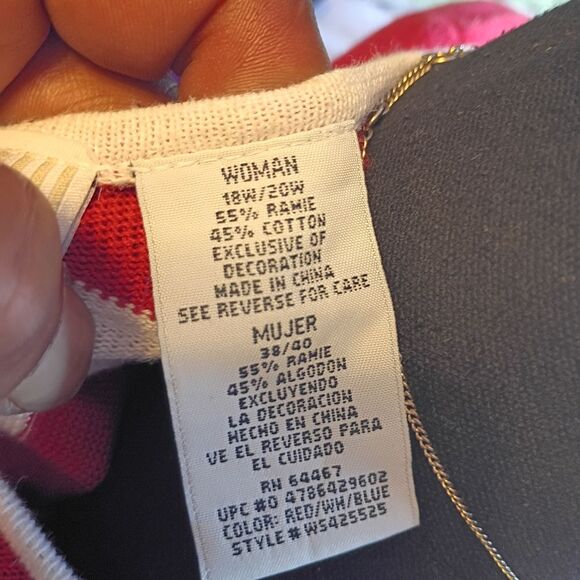 WOMAN
18W/20W
55% RAMIE
45% COTTON
EXCLUSIVE OF
DECORATION
MADE IN CHINA
SEE REVERSE FOR CARE
MUJER
38/40
55% RAMIE
45% ALGODON
EXCLUYENDO
LA DECORACION
HECHO EN CHINA
VE EL REVERSO PARA
EL CUIDADO
RN 64467
UPC #0 4786429602
COLOR: RED/WH/BLUE
STYLE # WS425525